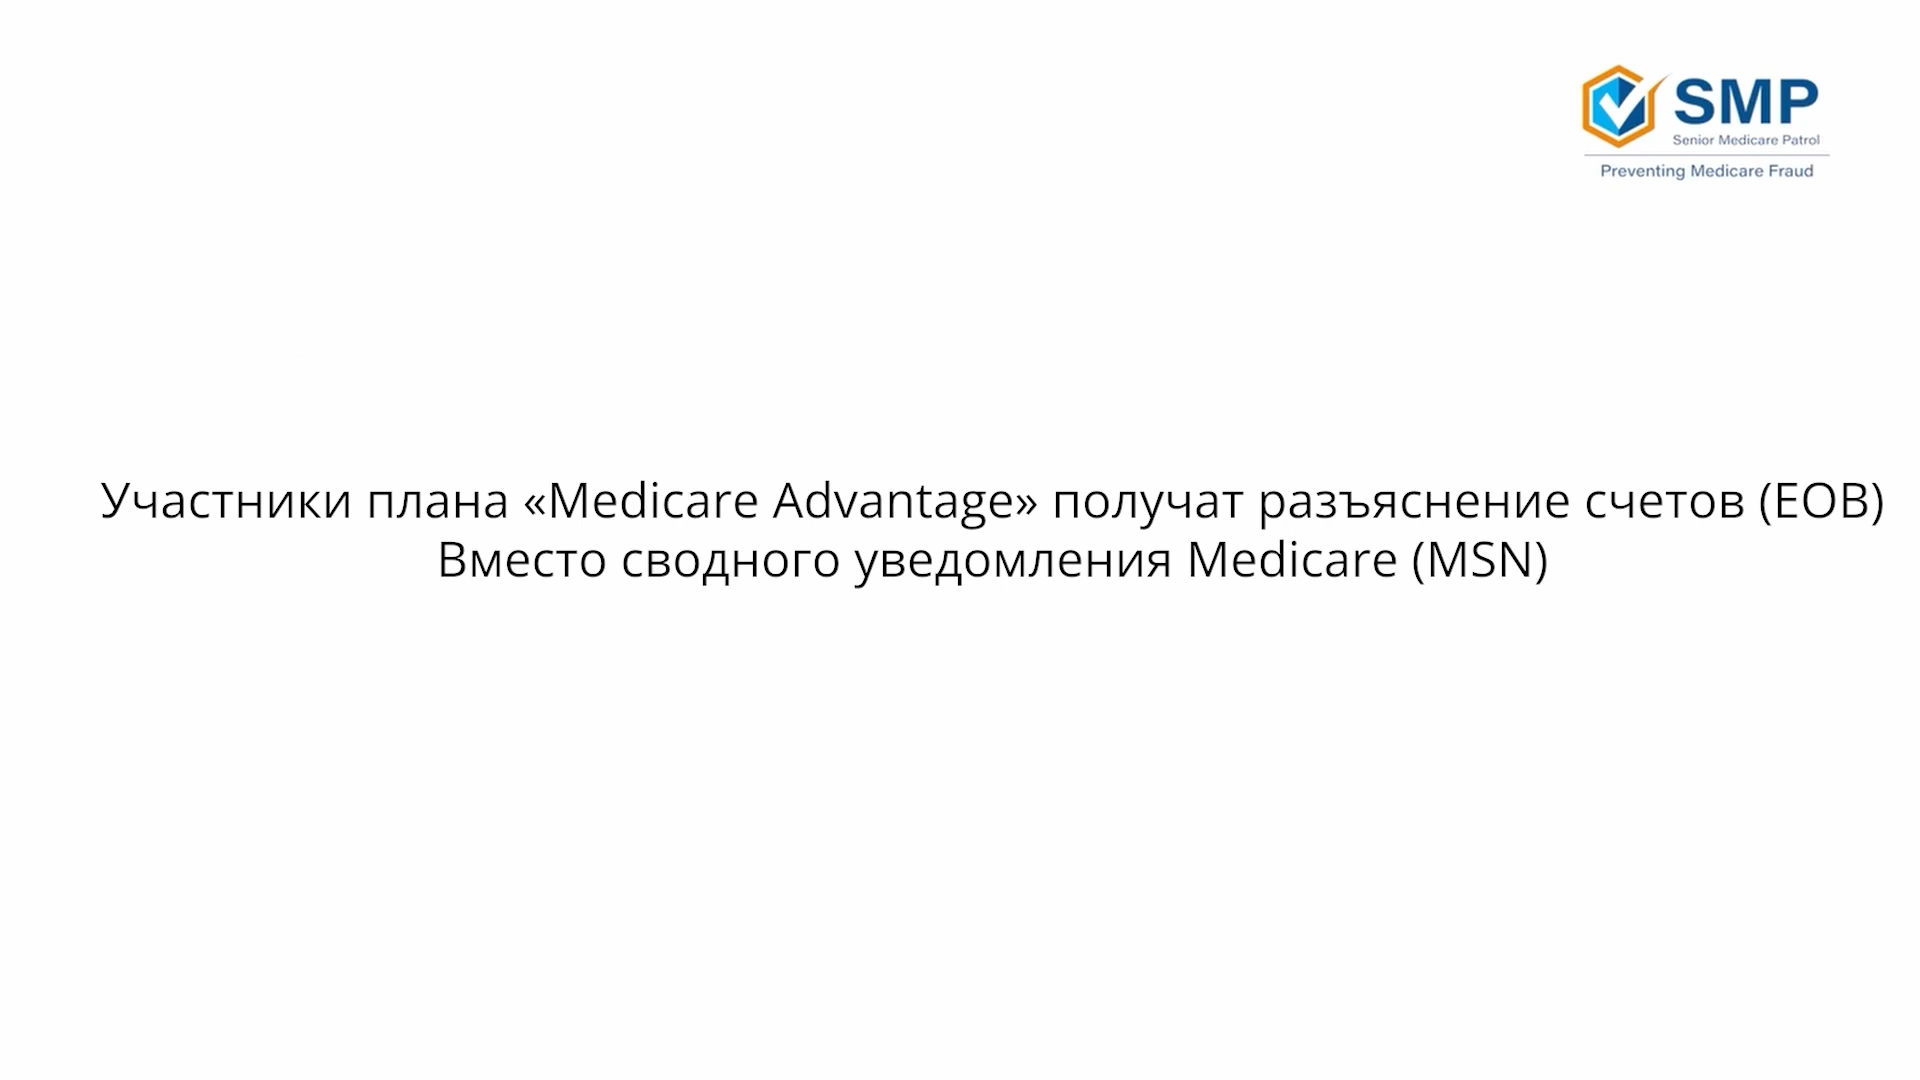 SMP
Senior Medicare Patrol
Preventing Medicare Fraud
Участники плана «Medicare Advantage» получат разъяснение счетов (EOB)
Вместо сводного уведомления Medicare (MSN)